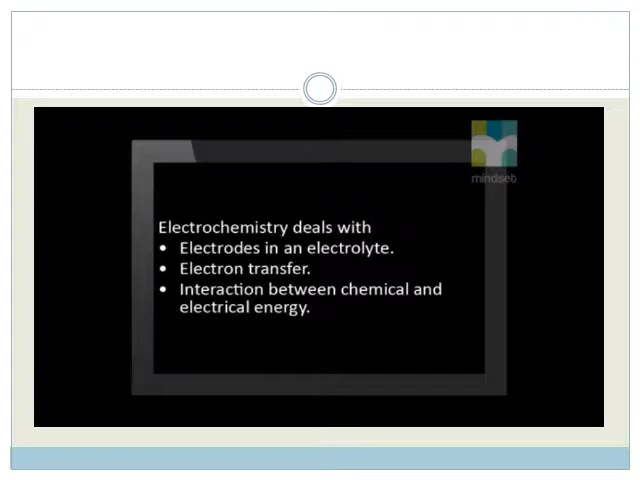 mindset
Electrochemistry deals with
• Electrodes in an electrolyte.
• Electron transfer.
• Interaction between chemical and
electrical energy.